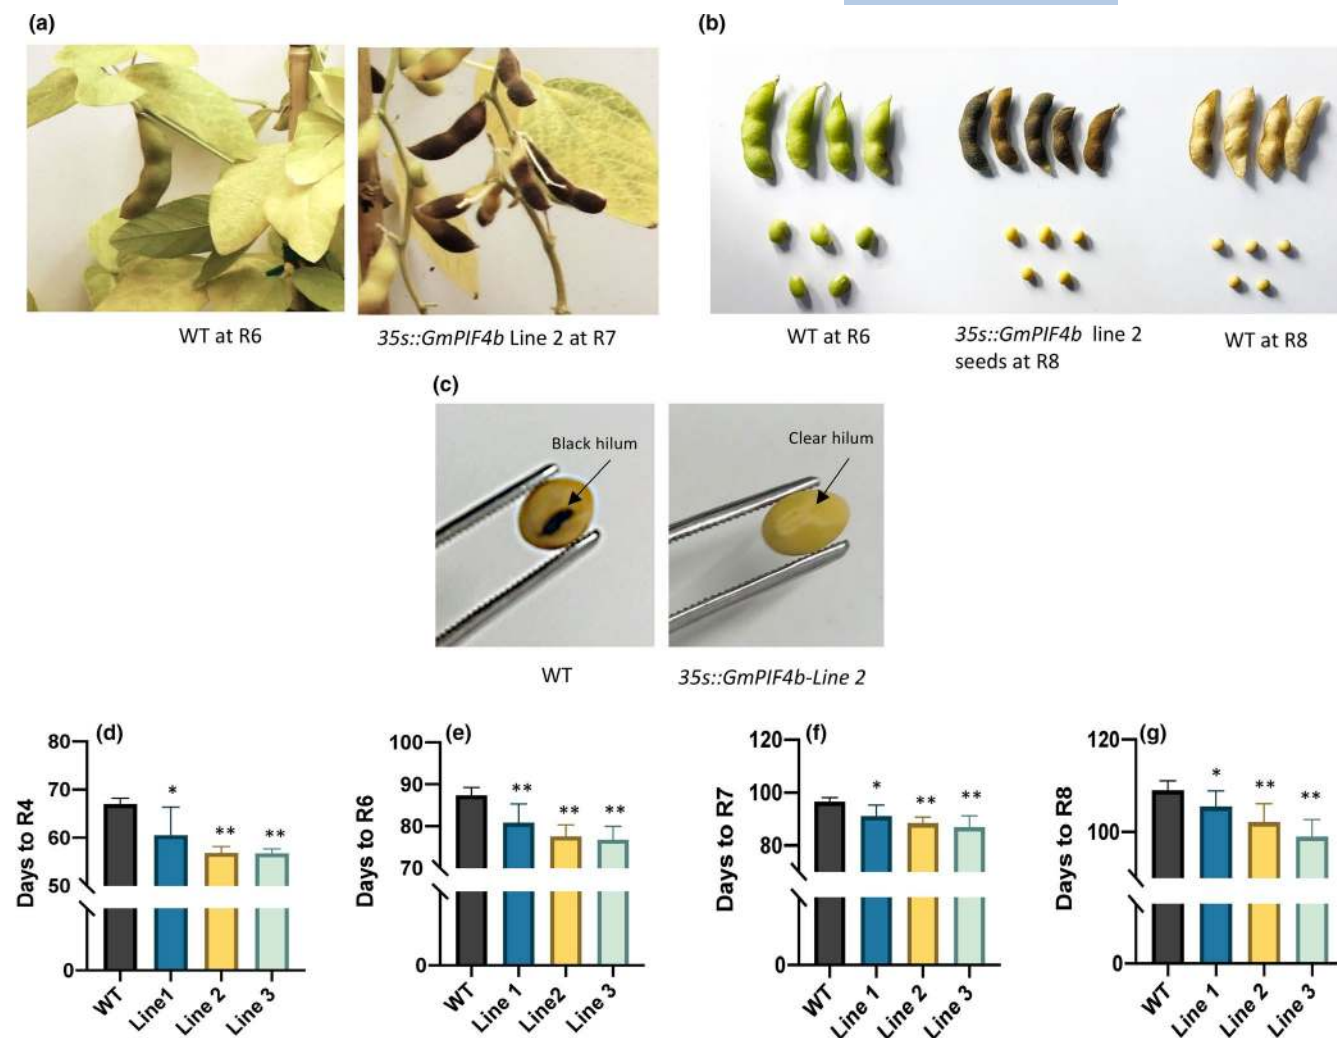 (a)
(b)
WT at R6
35s::GmPIF4b Line 2 at R7
WT at R6
35s::GmPIF4b line 2
seeds at R8
WT at R8
(c)
Black hilum
Clear hilum
WT
35s::GmPIF4b-Line 2
(d)
Days to R4
80
70
60
50
0
* ** **
WT Line1 Line 2 Line 3
(e)
Days to R6
100
90
80
70
0
** ** **
WT Line 1 Line2 Line 3
(f)
Days to R7
120
100
80
0
* ** **
WT Line 1 Line 2 Line 3
(g)
Days to R8
120
100
0
* ** **
WT Line 1 Line 2 Line 3